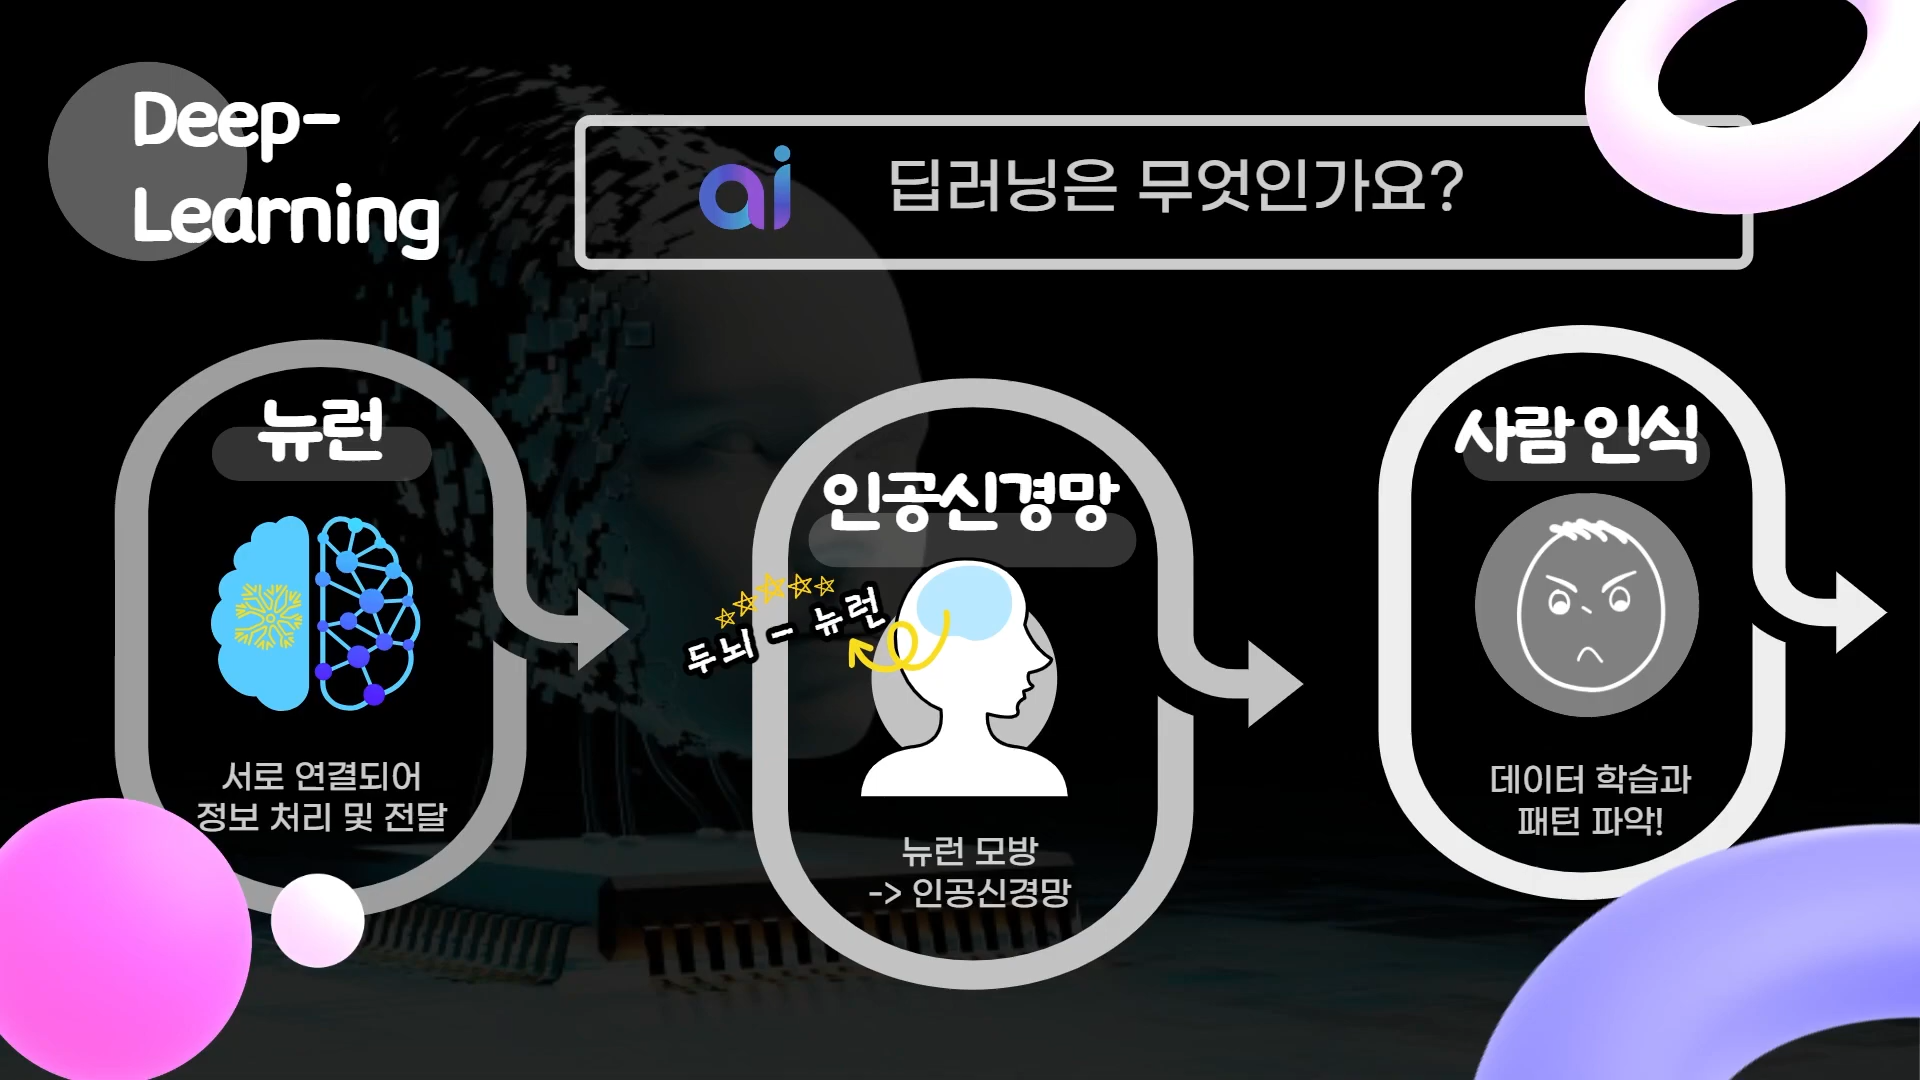 Deep-
Learning
ai
딥러닝은 무엇인가요?
뉴런
서로 연결되어
정보 처리 및 전달
인공신경망
두뇌 - 뉴런
뉴런 모방
-> 인공신경망
사람 인식
데이터 학습과
패턴 파악!